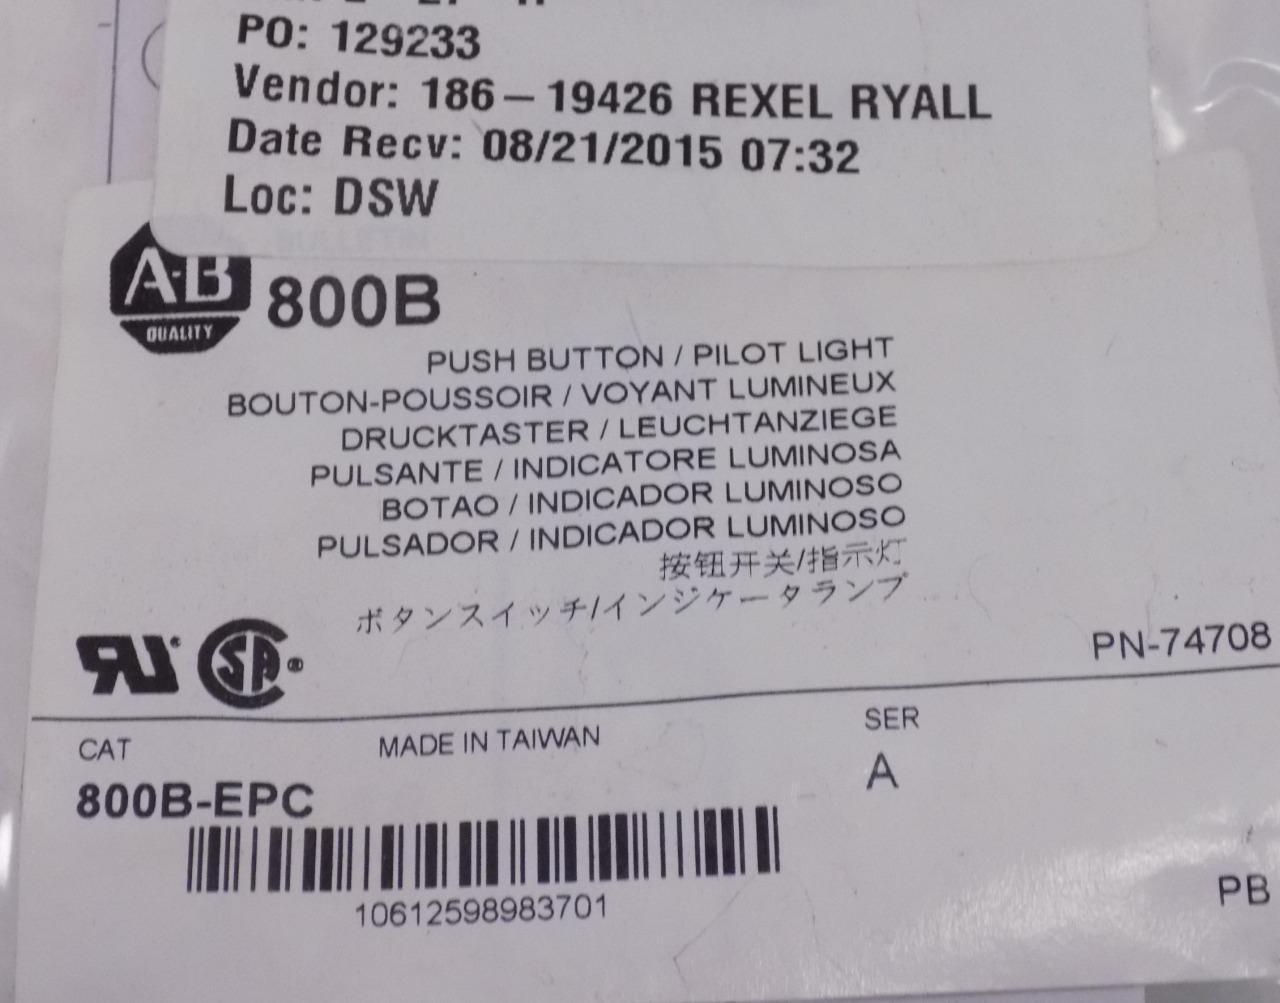 PO: 129233
Vendor: 186-19426 REXEL RYALL
Date Recv: 08/21/2015 07:32
Loc: DSW
BULLETIN
A-B
QUALITY
800B
PUSH BUTTON / PILOT LIGHT
BOUTON-POUSSOIR / VOYANT LUMINEUX
DRUCKTASTER / LEUCHTANZIEGE
PULSANTE / INDICATORE LUMINOSA
BOTAO / INDICADOR LUMINOSO
PULSADOR / INDICADOR LUMINOSO
按钮开关/指示灯
ボタンスイッチ/インジケータランプ
SA ®
PN-74708
CAT
MADE IN TAIWAN
SER
800B-EPC
A
10612598983701
PB